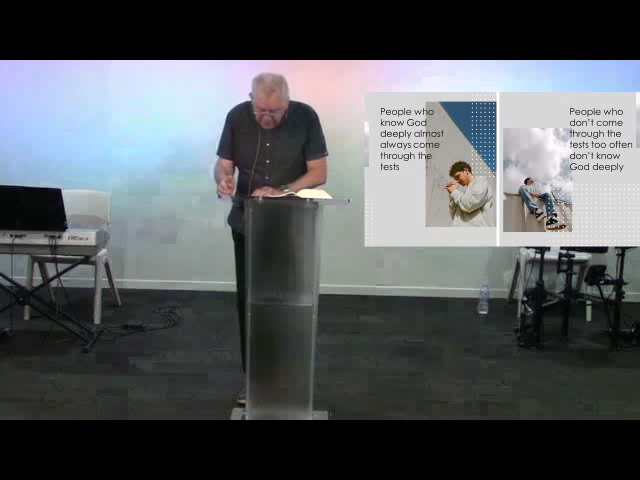 People who
know God
deeply almost
always come
through the
tests
People who
don't come
through the
tests too often
don't know
God deeply